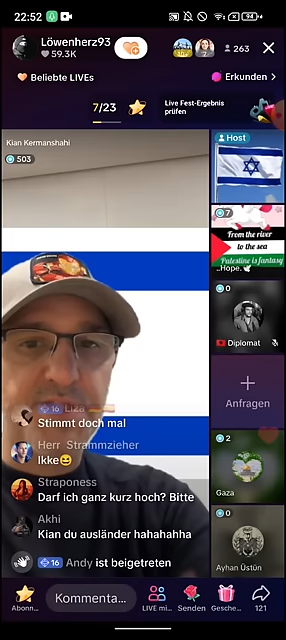 22:52
94
Löwenherz93
59.3K
263
Beliebte LIVEs
Erkunden >
7/23
Live Fest-Ergebnis
prüfen
Kian Kermanshahi
503
Host
7
From the river
to the sea
Palestine is fantasy
..Hope.
0
Diplomat
+
Anfragen
2
Gaza
0
Ayhan Üstün
16 Liza
Stimmt doch mal
Herr Strammzieher
Ikke😆
Straponess
Darf ich ganz kurz hoch? Bitte
Akhi
Kian du ausländer hahahahha
16 Andy ist beigetreten
Abonn...
Kommenta...
LIVE mi...
Senden
Gesche...
121